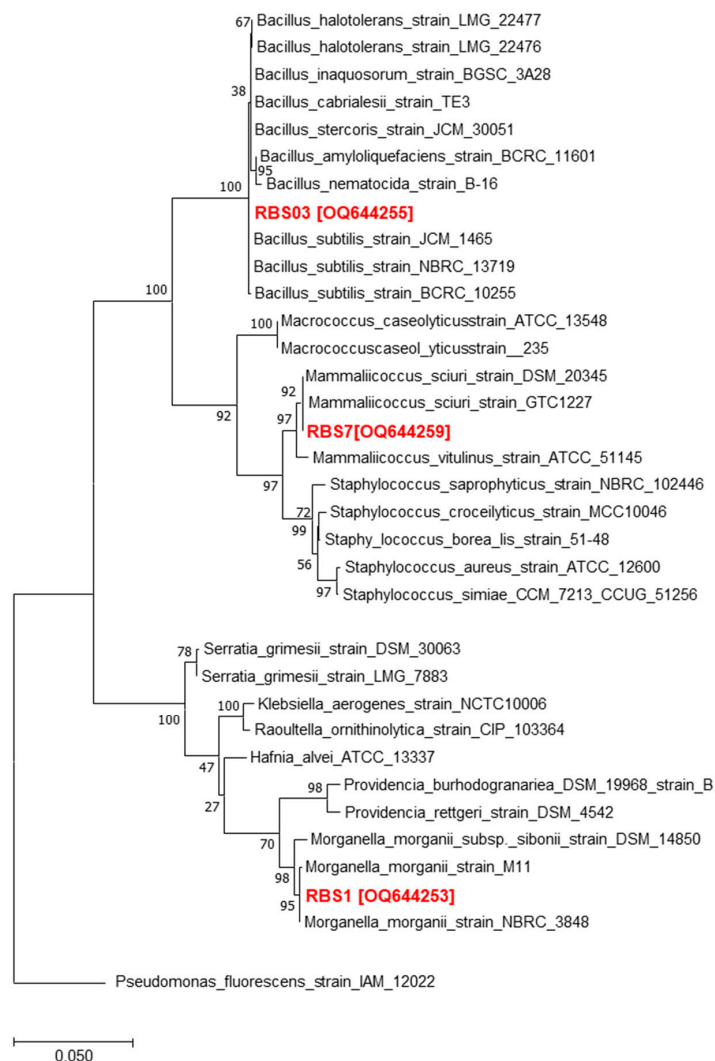 67
Bacillus_halotolerans_strain_LMG_22477
Bacillus_halotolerans_strain_LMG_22476
Bacillus_inaquosorum_strain_BGSC_3A28
38
Bacillus_cabrialesii_strain_TE3
Bacillus_stercoris_strain_JCM_30051
Bacillus_amyloliquefaciens_strain_BCRC_11601
95
Bacillus_nematocida_strain_B-16
100
RBS03 [OQ644255]
Bacillus_subtilis_strain_JCM_1465
Bacillus_subtilis_strain_NBRC_13719
100
Bacillus_subtilis_strain_BCRC_10255
100
Macrococcus_caseolyticusstrain_ATCC_13548
Macrococcuscaseol_yticusstrain__235
Mammaliicoccus_sciuri_strain_DSM_20345
92
Mammaliicoccus_sciuri_strain_GTC1227
92
97
RBS7[OQ644259]
Mammaliicoccus_vitulinus_strain_ATCC_51145
97
Staphylococcus_saprophyticus_strain_NBRC_102446
72
Staphylococcus_croceilyticus_strain_MCC10046
99
Staphy_lococcus_borea_lis_strain_51-48
56
Staphylococcus_aureus_strain_ATCC_12600
97
Staphylococcus_simiae_CCM_7213_CCUG_51256
78
Serratia_grimesii_strain_DSM_30063
Serratia_grimesii_strain_LMG_7883
100
100
Klebsiella_aerogenes_strain_NCTC10006
Raoultella_ornithinolytica_strain_CIP_103364
47
Hafnia_alvei_ATCC_13337
27
98
Providencia_burhodogranariea_DSM_19968_strain_B
Providencia_rettgeri_strain_DSM_4542
70
Morganella_morganii_subsp._sibonii_strain_DSM_14850
98
Morganella_morganii_strain_M11
95
RBS1 [OQ644253]
Morganella_morganii_strain_NBRC_3848
Pseudomonas_fluorescens_strain_IAM_12022
0.050